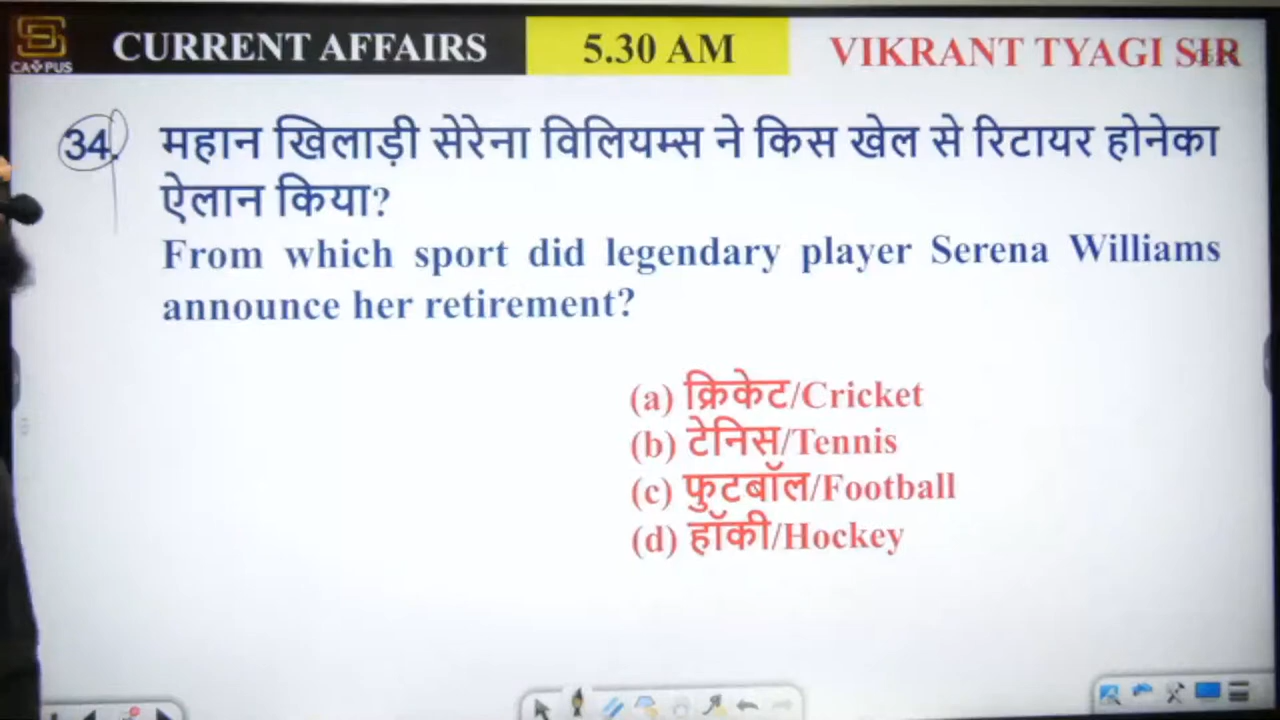 CURRENT AFFAIRS 5.30 AM VIKRANT TYAGI SIR
CAMPUS
34. महान खिलाड़ी सेरेना विलियम्स ने किस खेल से रिटायर होनेका
ऐलान किया?
From which sport did legendary player Serena Williams
announce her retirement?
(a) क्रिकेट/Cricket
(b) टेनिस/Tennis
(c) फुटबॉल/Football
(d) हॉकी/Hockey